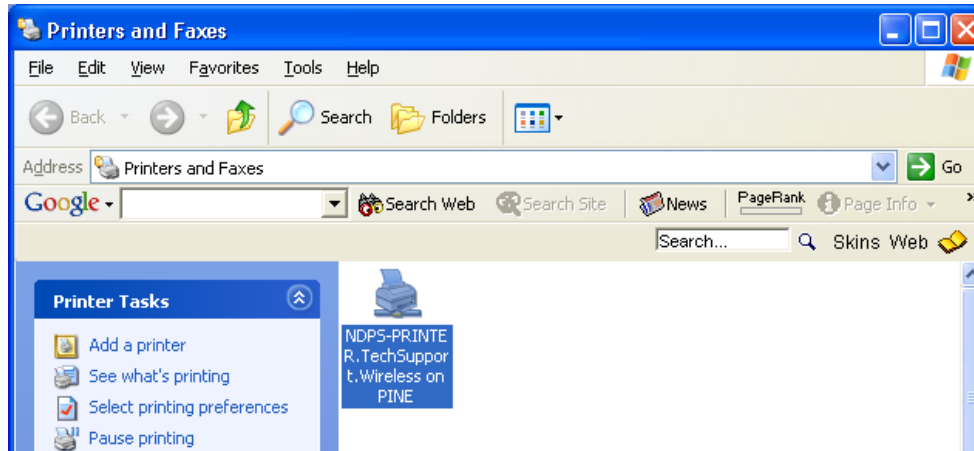 Printers and Faxes
File Edit View Favorites Tools Help
Back Search Folders
Address Printers and Faxes Go
Google Search Web Search Site News PageRank Page Info »
Search... Skins Web
Printer Tasks
Add a printer
See what's printing
Select printing preferences
Pause printing
NDPS-PRINTE
R.TechSuppor
t.Wireless on
PINE